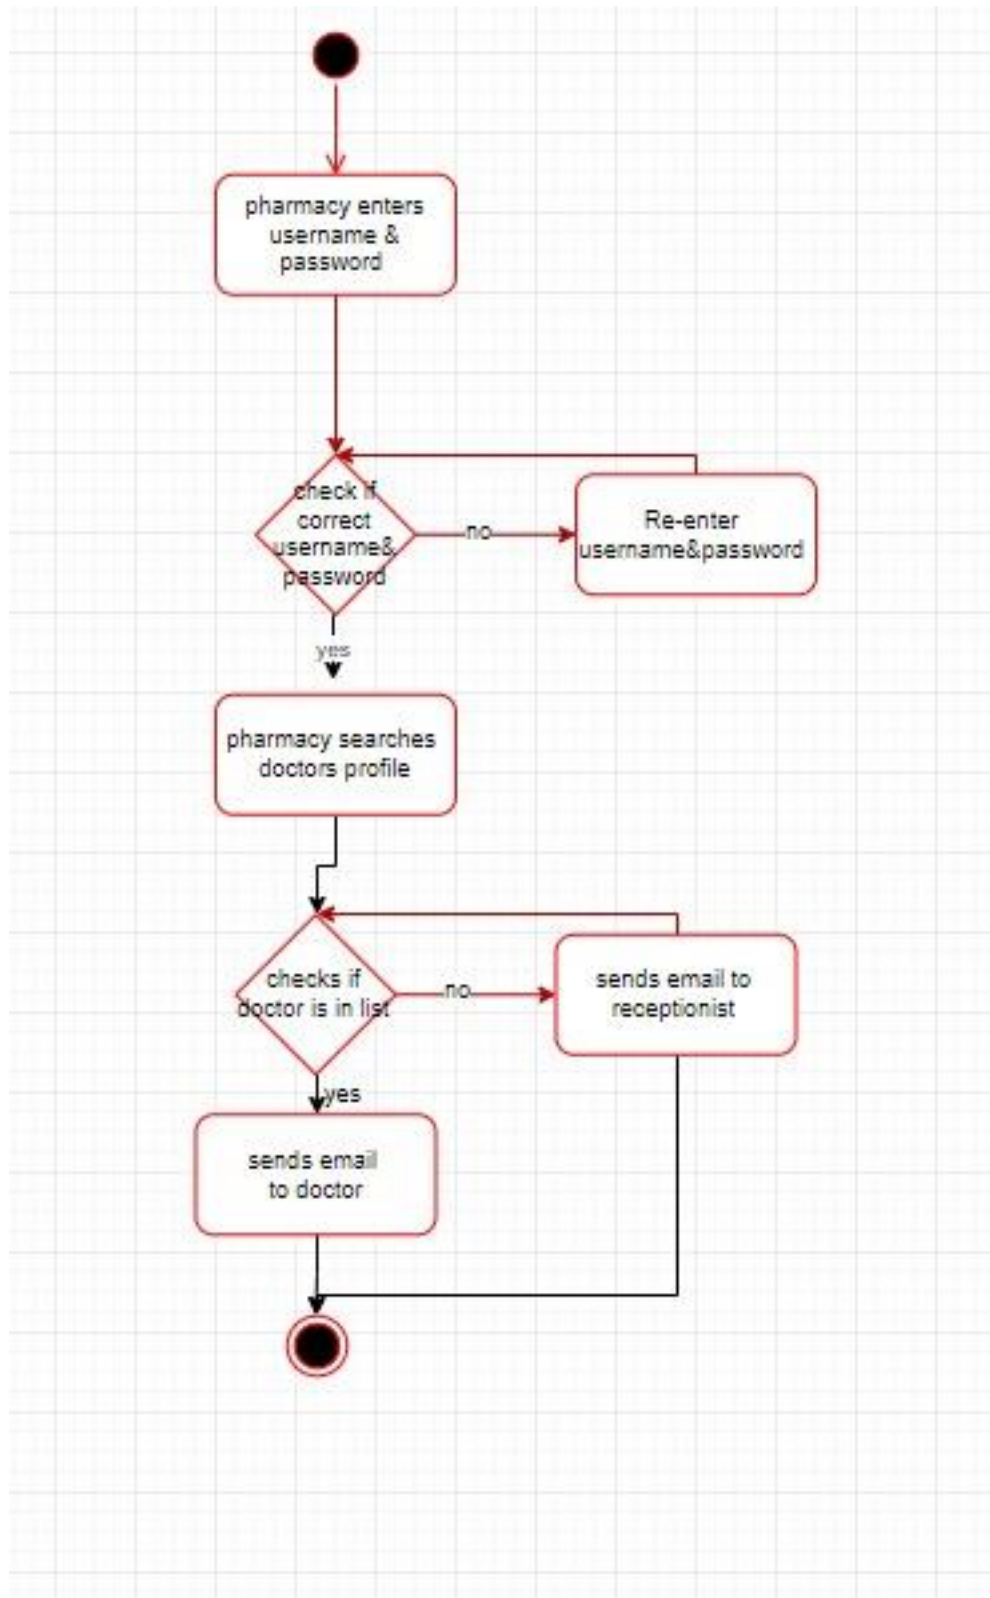 pharmacy enters
username &
password
check if
correct
username&
password
no
Re-enter
username&password
yes
pharmacy searches
doctors profile
checks if
doctor is in list
no
sends email to
receptionist
yes
sends email
to doctor